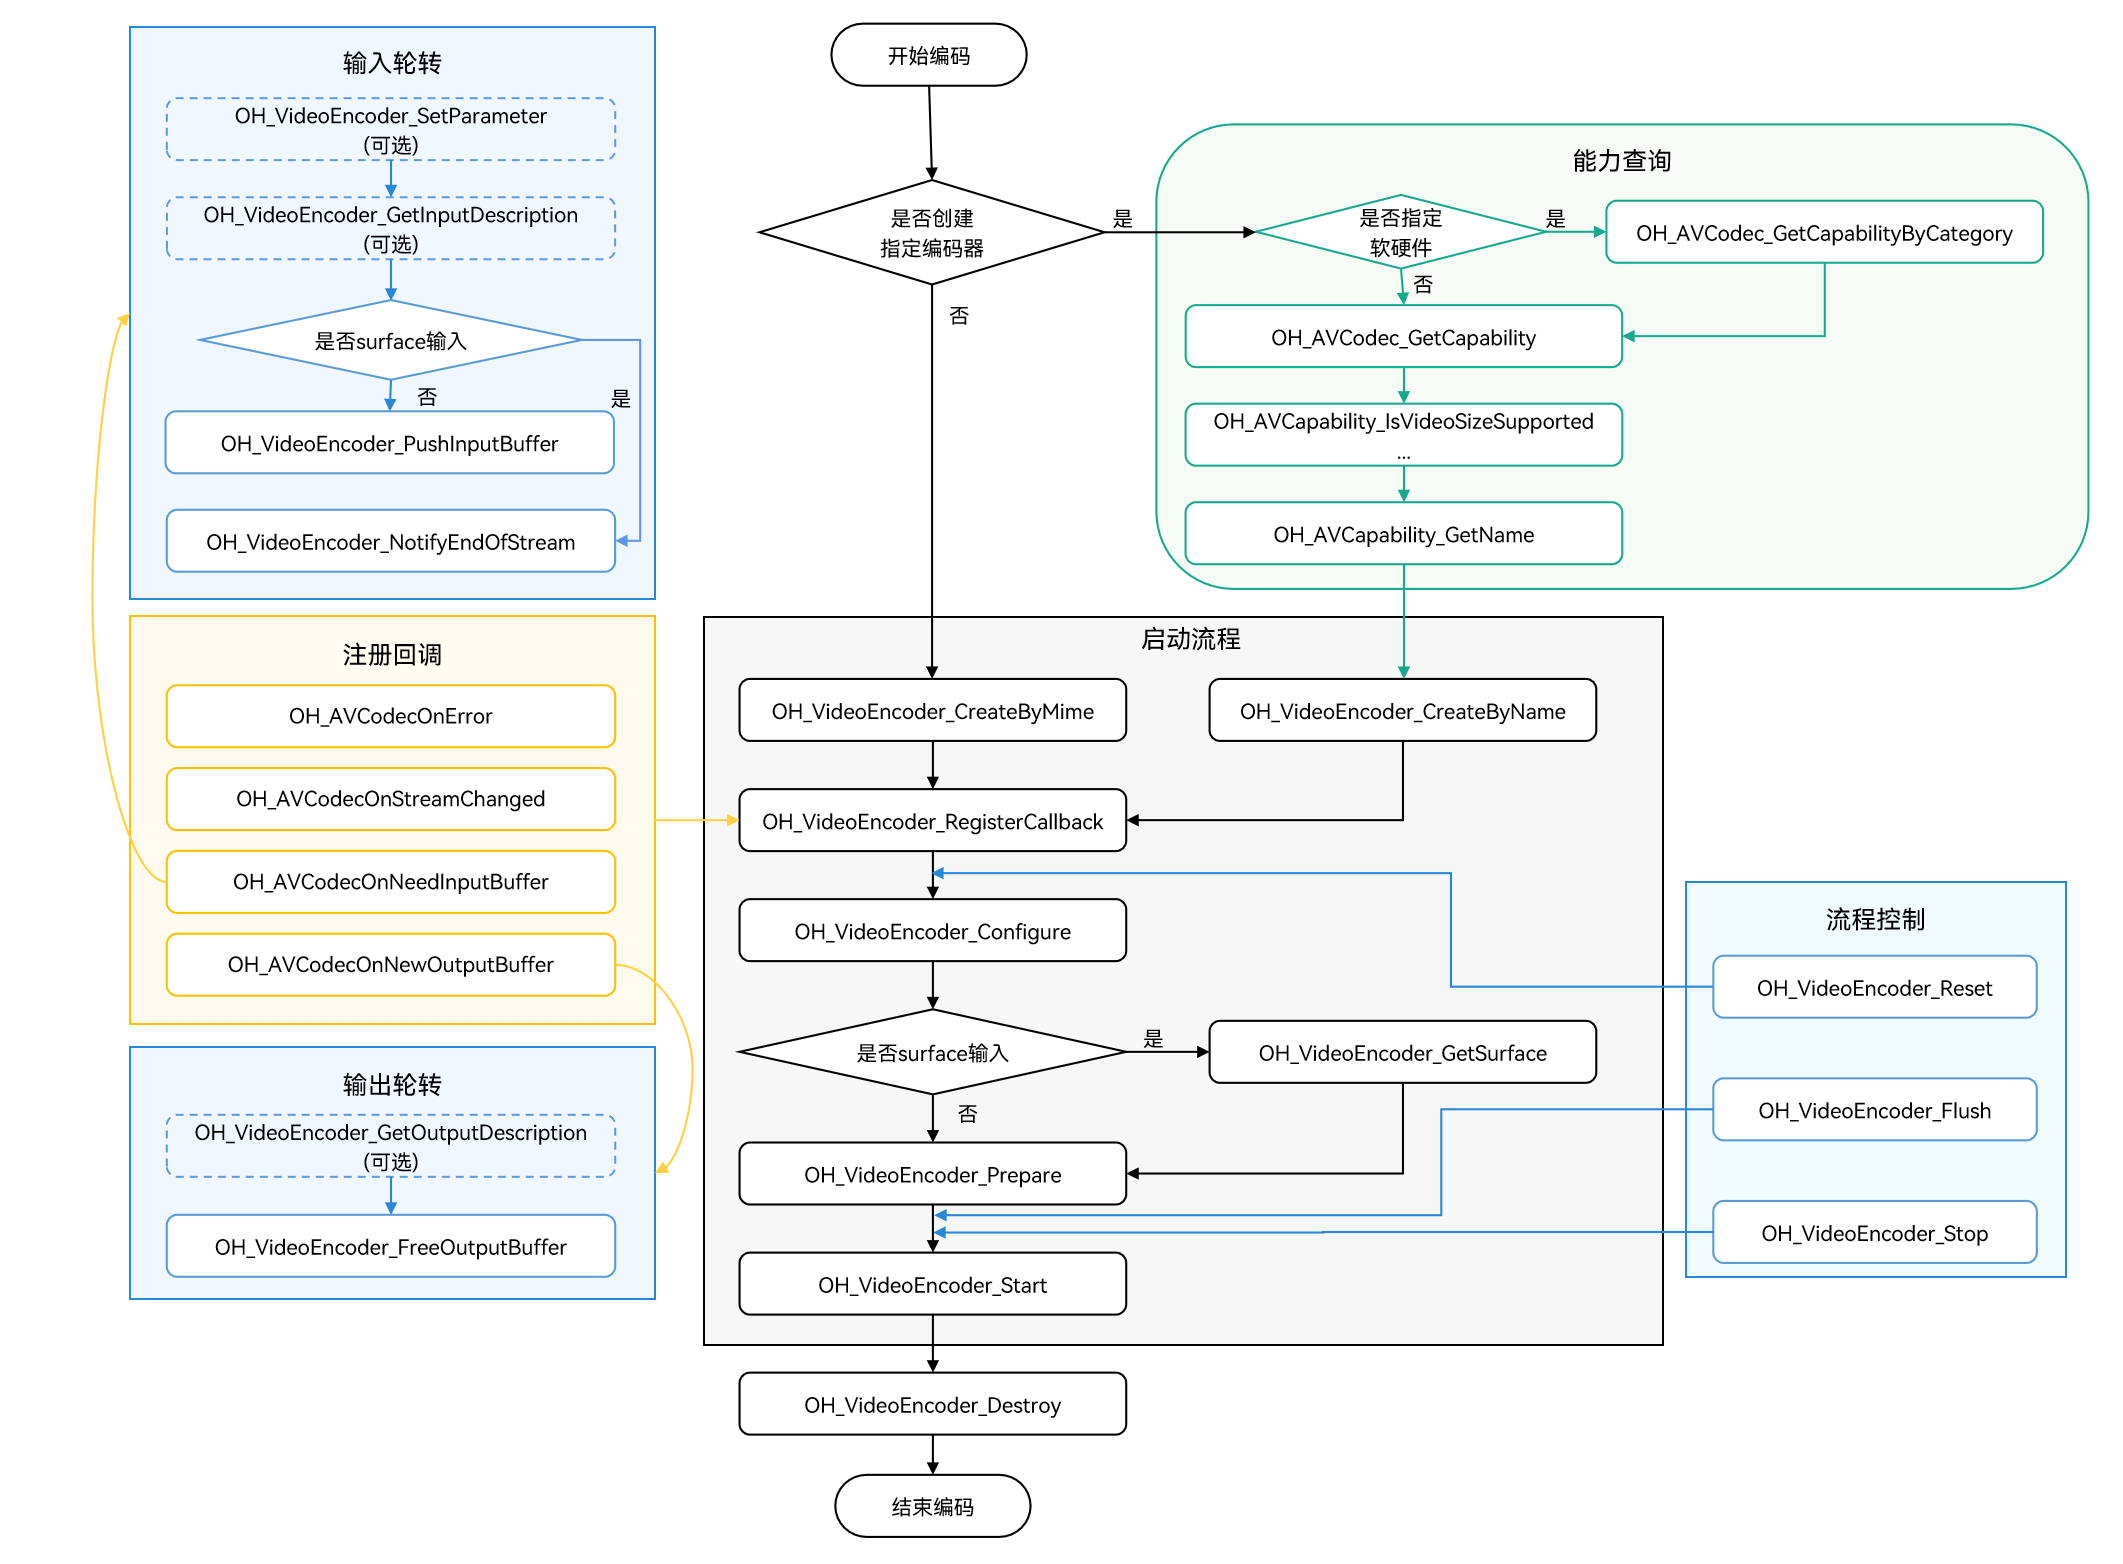 输入轮转
OH_VideoEncoder_SetParameter
(可选)
OH_VideoEncoder_GetInputDescription
(可选)
是否surface输入
否
是
OH_VideoEncoder_PushInputBuffer
OH_VideoEncoder_NotifyEndOfStream
注册回调
OH_AVCodecOnError
OH_AVCodecOnStreamChanged
OH_AVCodecOnNeedInputBuffer
OH_AVCodecOnNewOutputBuffer
输出轮转
OH_VideoEncoder_GetOutputDescription
(可选)
OH_VideoEncoder_FreeOutputBuffer
开始编码
是否创建
指定编码器
是
否
能力查询
是否指定
软硬件
是
OH_AVCodec_GetCapabilityByCategory
否
OH_AVCodec_GetCapability
OH_AVCapability_IsVideoSizeSupported
...
OH_AVCapability_GetName
启动流程
OH_VideoEncoder_CreateByMime
OH_VideoEncoder_CreateByName
OH_VideoEncoder_RegisterCallback
OH_VideoEncoder_Configure
是否surface输入
是
OH_VideoEncoder_GetSurface
否
OH_VideoEncoder_Prepare
OH_VideoEncoder_Start
OH_VideoEncoder_Destroy
结束编码
流程控制
OH_VideoEncoder_Reset
OH_VideoEncoder_Flush
OH_VideoEncoder_Stop